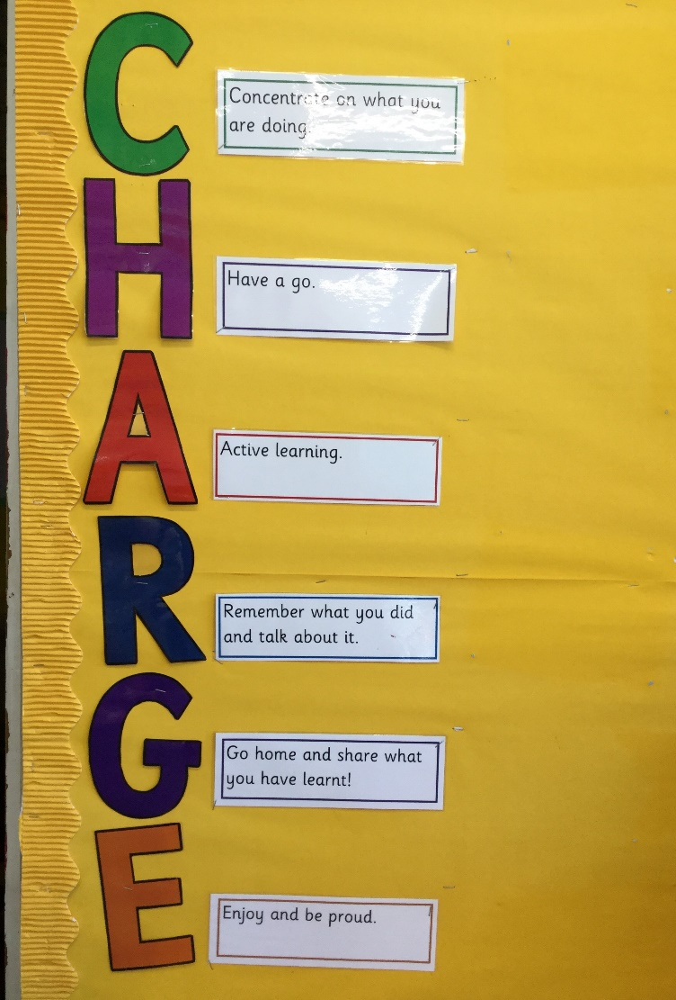 C
Concentrate on what you
are doing.
H
Have a go.
A
Active learning.
R
Remember what you did
and talk about it.
G
Go home and share what
you have learnt!
E
Enjoy and be proud.